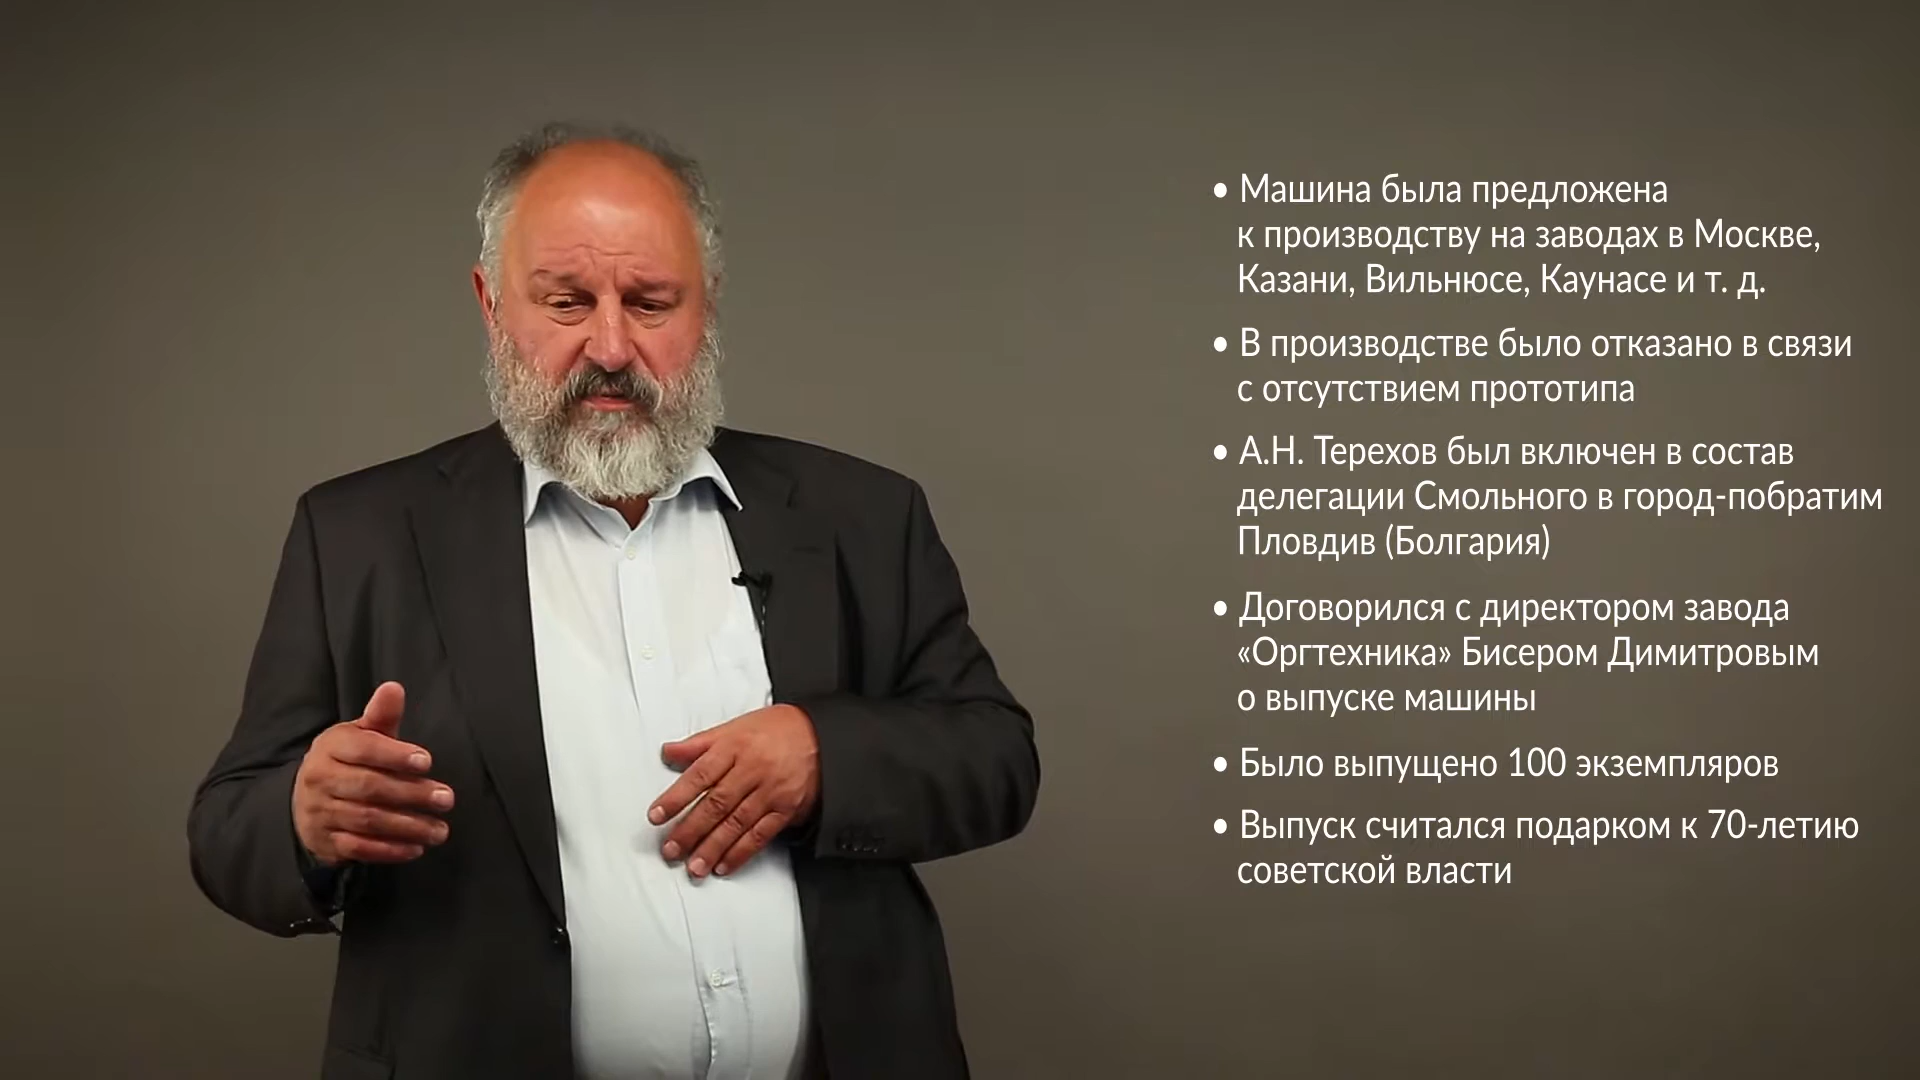 • Машина была предложена
к производству на заводах в Москве,
Казани, Вильнюсе, Каунасе и т. д.
• В производстве было отказано в связи
с отсутствием прототипа
• А.Н. Терехов был включен в состав
делегации Смольного в город-побратим
Пловдив (Болгария)
• Договорился с директором завода
«Оргтехника» Бисером Димитровым
о выпуске машины
• Было выпущено 100 экземпляров
• Выпуск считался подарком к 70-летию
советской власти